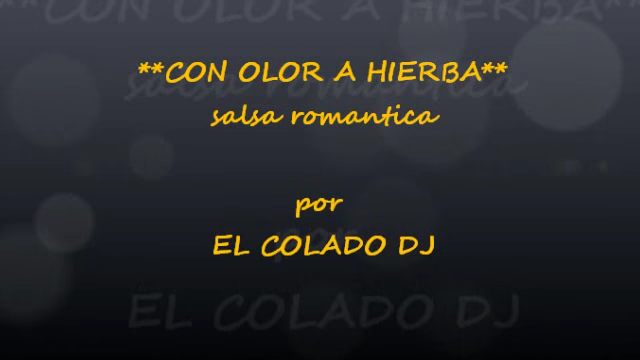 **CON OLOR A HIERBA**
salsa romantica
por
EL COLADO DJ